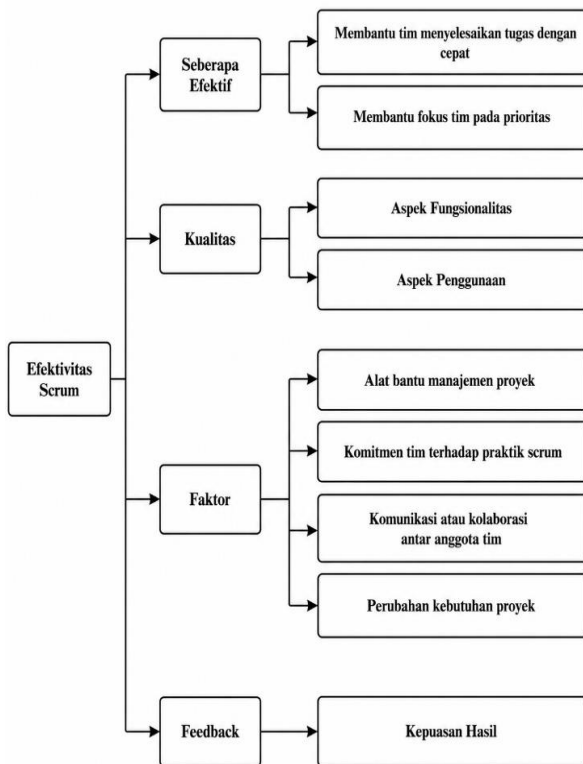 Membantu tim menyelesaikan tugas dengan
cepat
Seberapa
Efektif
Membantu fokus tim pada prioritas
Aspek Fungsionalitas
Kualitas
Aspek Penggunaan
Efektivitas
Scrum
Alat bantu manajemen proyek
Komitmen tim terhadap praktik scrum
Faktor
Komunikasi atau kolaborasi
antar anggota tim
Perubahan kebutuhan proyek
Feedback
Kepuasan Hasil